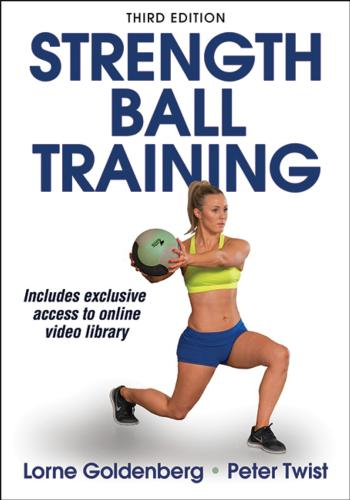 THIRD EDITION
STRENGTH
BALL
TRAINING
Includes exclusive
access to online
video library
Lorne Goldenberg • Peter Twist